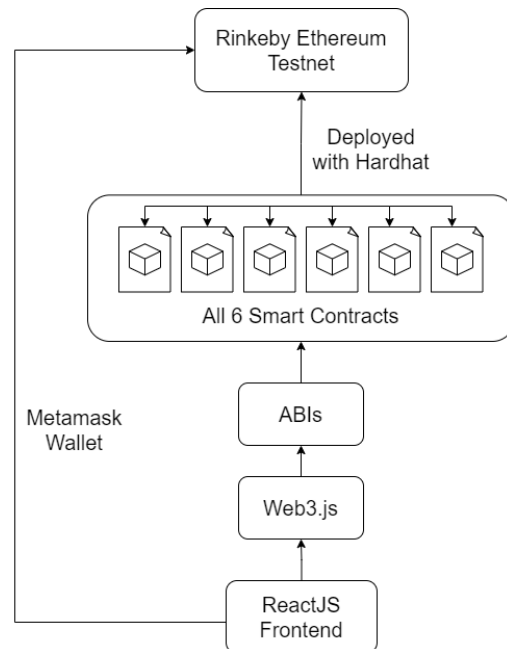 Rinkeby Ethereum
Testnet
Deployed
with Hardhat
All 6 Smart Contracts
Metamask
Wallet
ABIs
Web3.js
ReactJS
Frontend